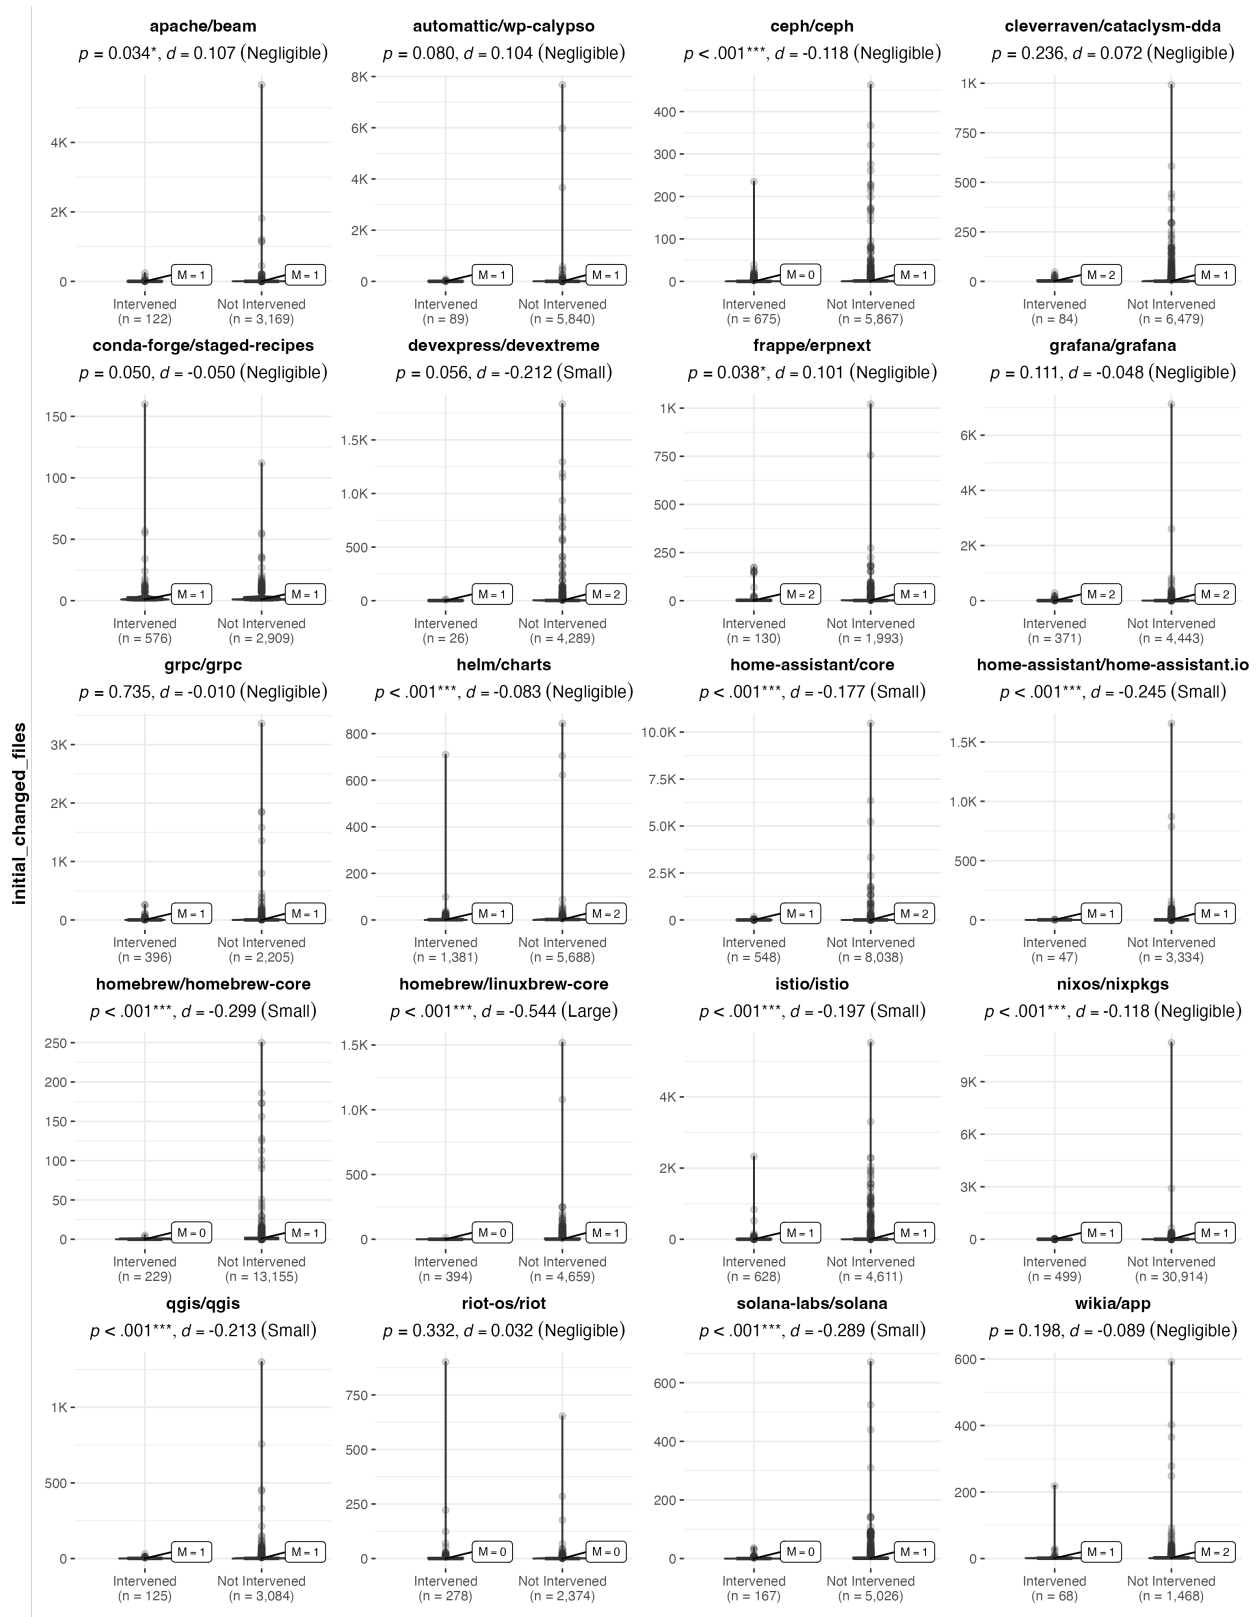 initial_changed_files
apache/beam
p = 0.034*, d = 0.107 (Negligible)
4K
2K
0
M = 1
M = 1
Intervened
(n = 122)
Not Intervened
(n = 3,169)
automattic/wp-calypso
p = 0.080, d = 0.104 (Negligible)
8K
6K
4K
2K
0
M = 1
M = 1
Intervened
(n = 89)
Not Intervened
(n = 5,840)
ceph/ceph
p < .001***, d = -0.118 (Negligible)
400
300
200
100
0
M = 0
M = 1
Intervened
(n = 675)
Not Intervened
(n = 5,867)
cleverraven/cataclysm-dda
p = 0.236, d = 0.072 (Negligible)
1K
750
500
250
0
M = 2
M = 1
Intervened
(n = 84)
Not Intervened
(n = 6,479)
conda-forge/staged-recipes
p = 0.050, d = -0.050 (Negligible)
150
100
50
0
M = 1
M = 1
Intervened
(n = 576)
Not Intervened
(n = 2,909)
devexpress/devextreme
p = 0.056, d = -0.212 (Small)
1.5K
1.0K
500
0
M = 1
M = 2
Intervened
(n = 26)
Not Intervened
(n = 4,289)
frappe/erpnext
p = 0.038*, d = 0.101 (Negligible)
1K
750
500
250
0
M = 2
M = 1
Intervened
(n = 130)
Not Intervened
(n = 1,993)
grafana/grafana
p = 0.111, d = -0.048 (Negligible)
6K
4K
2K
0
M = 2
M = 2
Intervened
(n = 371)
Not Intervened
(n = 4,443)
grpc/grpc
p = 0.735, d = -0.010 (Negligible)
3K
2K
1K
0
M = 1
M = 1
Intervened
(n = 396)
Not Intervened
(n = 2,205)
helm/charts
p < .001***, d = -0.083 (Negligible)
800
600
400
200
0
M = 1
M = 2
Intervened
(n = 1,381)
Not Intervened
(n = 5,688)
home-assistant/core
p < .001***, d = -0.177 (Small)
10.0K
7.5K
5.0K
2.5K
0
M = 1
M = 2
Intervened
(n = 548)
Not Intervened
(n = 8,038)
home-assistant/home-assistant.io
p < .001***, d = -0.245 (Small)
1.5K
1.0K
500
0
M = 1
M = 1
Intervened
(n = 47)
Not Intervened
(n = 3,334)
homebrew/homebrew-core
p < .001***, d = -0.299 (Small)
250
200
150
100
50
0
M = 0
M = 1
Intervened
(n = 229)
Not Intervened
(n = 13,155)
homebrew/linuxbrew-core
p < .001***, d = -0.544 (Large)
1.5K
1.0K
500
0
M = 0
M = 1
Intervened
(n = 394)
Not Intervened
(n = 4,659)
istio/istio
p < .001***, d = -0.197 (Small)
4K
2K
0
M = 1
M = 1
Intervened
(n = 628)
Not Intervened
(n = 4,611)
nixos/nixpkgs
p < .001***, d = -0.118 (Negligible)
9K
6K
3K
0
M = 1
M = 1
Intervened
(n = 499)
Not Intervened
(n = 30,914)
qgis/qgis
p < .001***, d = -0.213 (Small)
1K
500
0
M = 1
M = 1
Intervened
(n = 125)
Not Intervened
(n = 3,084)
riot-os/riot
p = 0.332, d = 0.032 (Negligible)
750
500
250
0
M = 0
M = 0
Intervened
(n = 278)
Not Intervened
(n = 2,374)
solana-labs/solana
p < .001***, d = -0.289 (Small)
600
400
200
0
M = 0
M = 1
Intervened
(n = 167)
Not Intervened
(n = 5,026)
wikia/app
p = 0.198, d = -0.089 (Negligible)
600
400
200
0
M = 1
M = 2
Intervened
(n = 68)
Not Intervened
(n = 1,468)